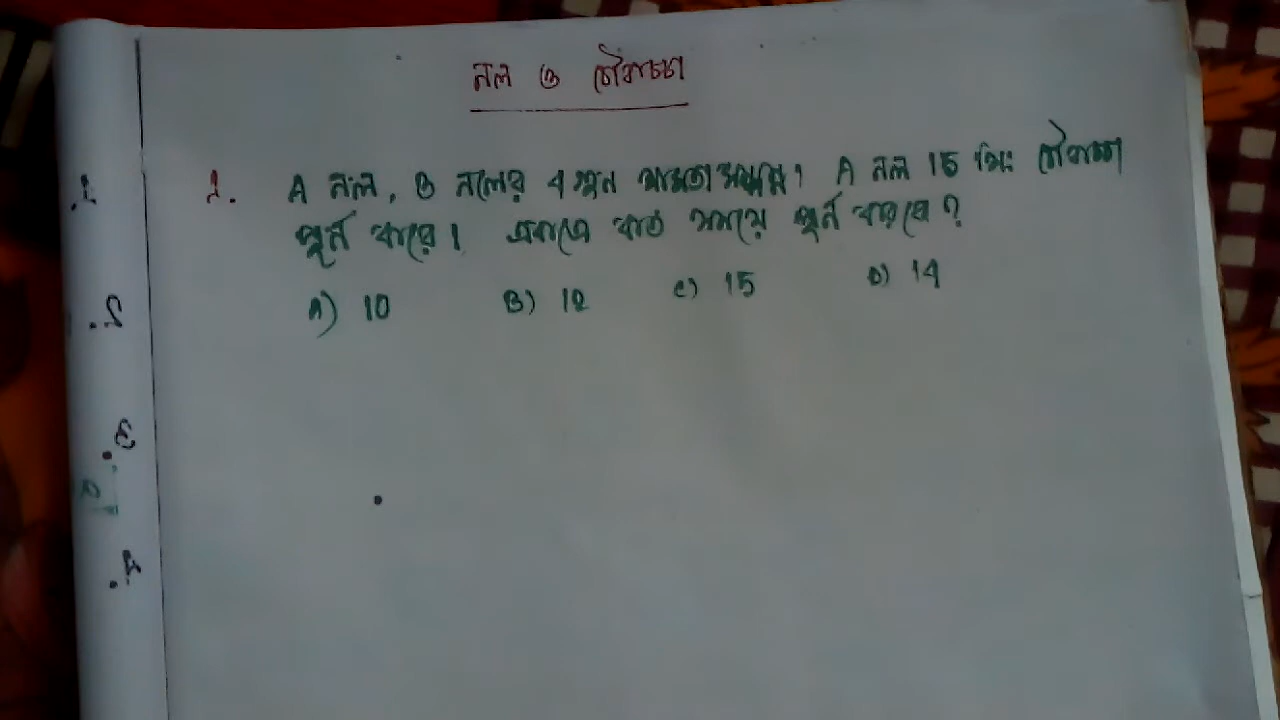 নল ও চৌবাচ্চা
1. A নল, B নলের 4 গুন ক্ষমতা সম্পন্ন। A নল 15 মিঃ চৌবাচ্চা
পূর্ন করে। একত্রে কত সময়ে পূর্ন করবে?
A) 10 B) 12 C) 15 D) 14